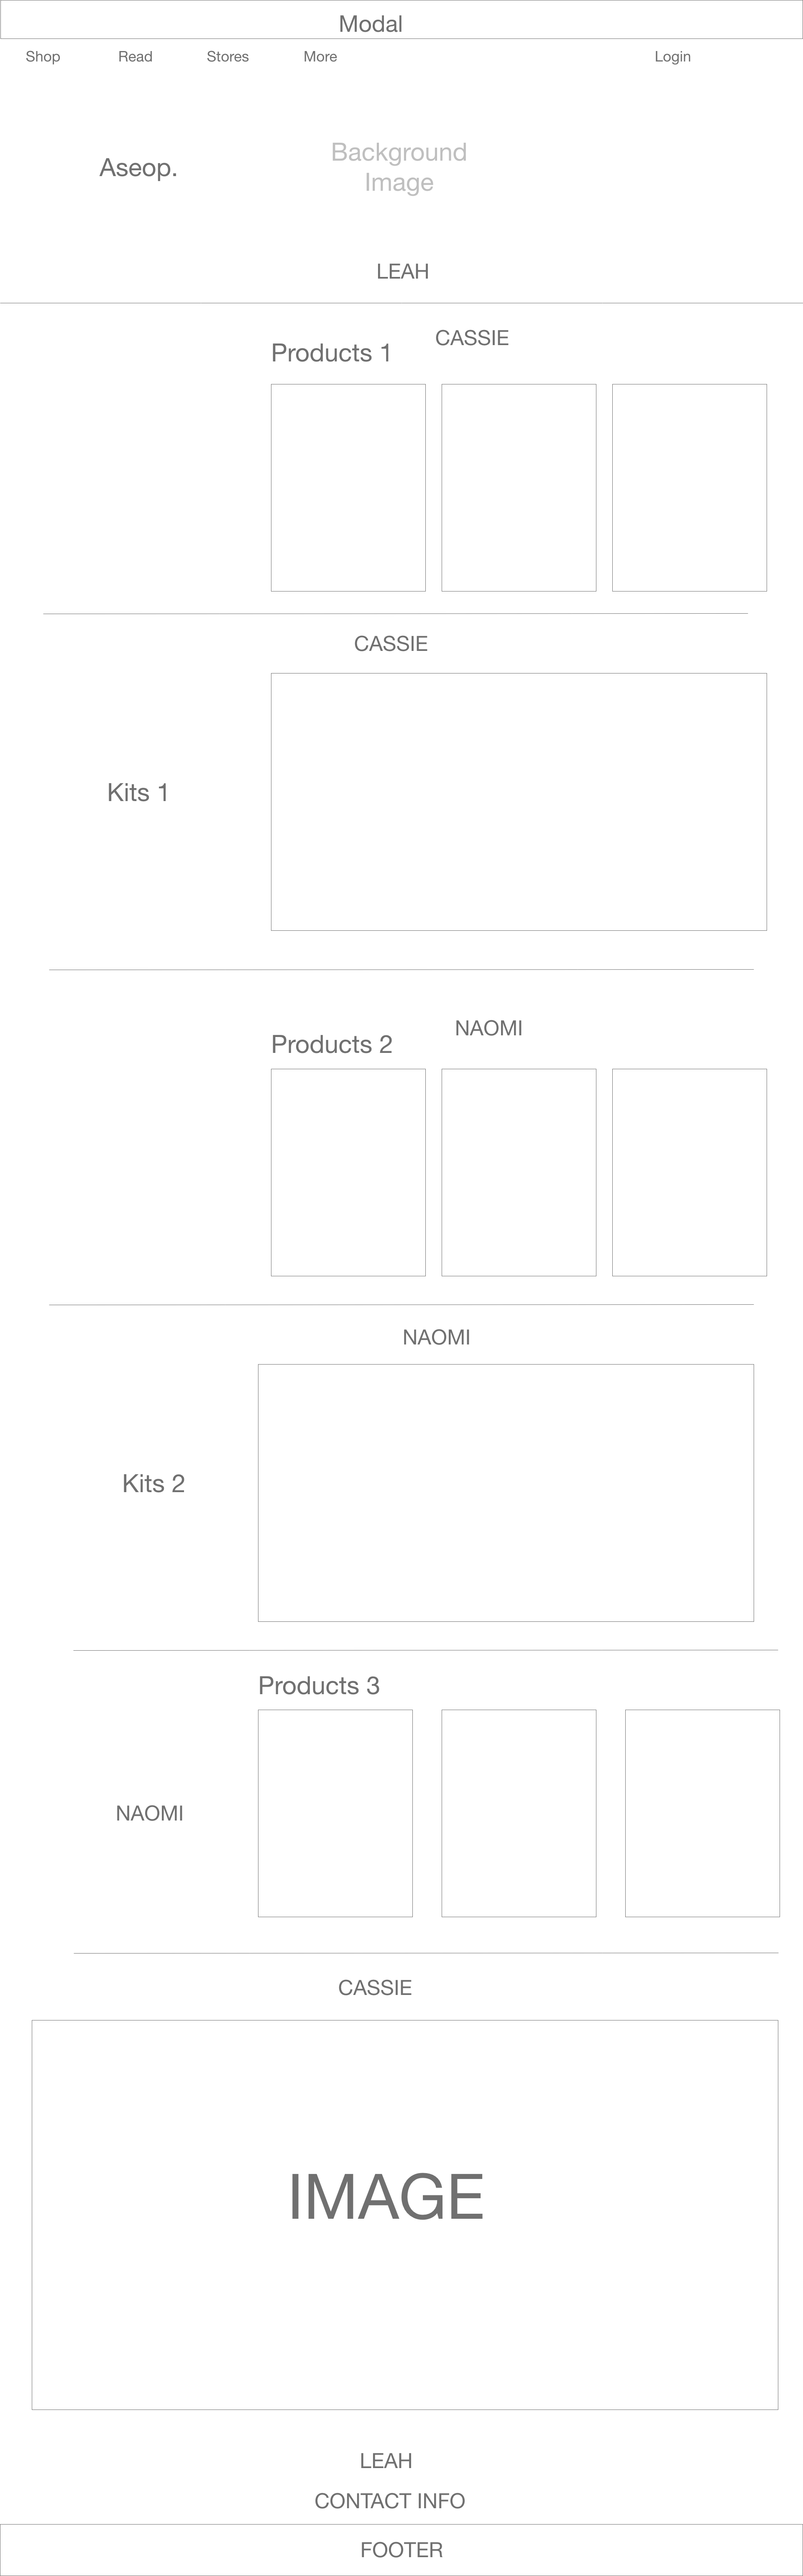 Modal
Shop
Read
Stores
More
Login
Background
Image
Aseop.
LEAH
CASSIE
Products 1
CASSIE
Kits 1
NAOMI
Products 2
NAOMI
Kits 2
Products 3
NAOMI
CASSIE
IMAGE
LEAH
CONTACT INFO
FOOTER